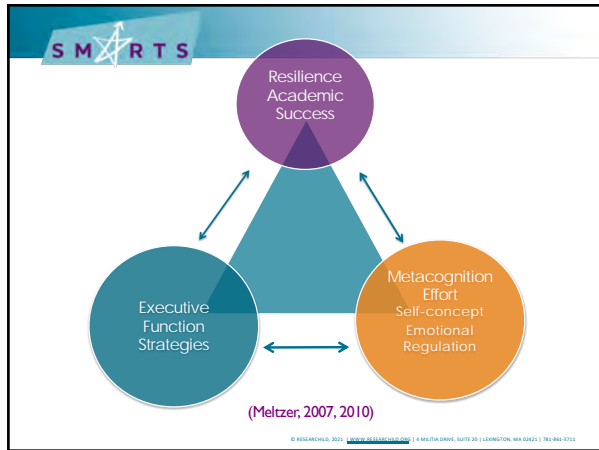 SMARTS
Resilience
Academic
Success
Executive
Function
Strategies
Metacognition
Effort
Self-concept
Emotional
Regulation
(Meltzer, 2007, 2010)
© RESEARCHILD, 2021 | WWW.RESEARCHILD.ORG | 4 MILITIA DRIVE, SUITE 20 | LEXINGTON, MA 02421 | 781-861-3711